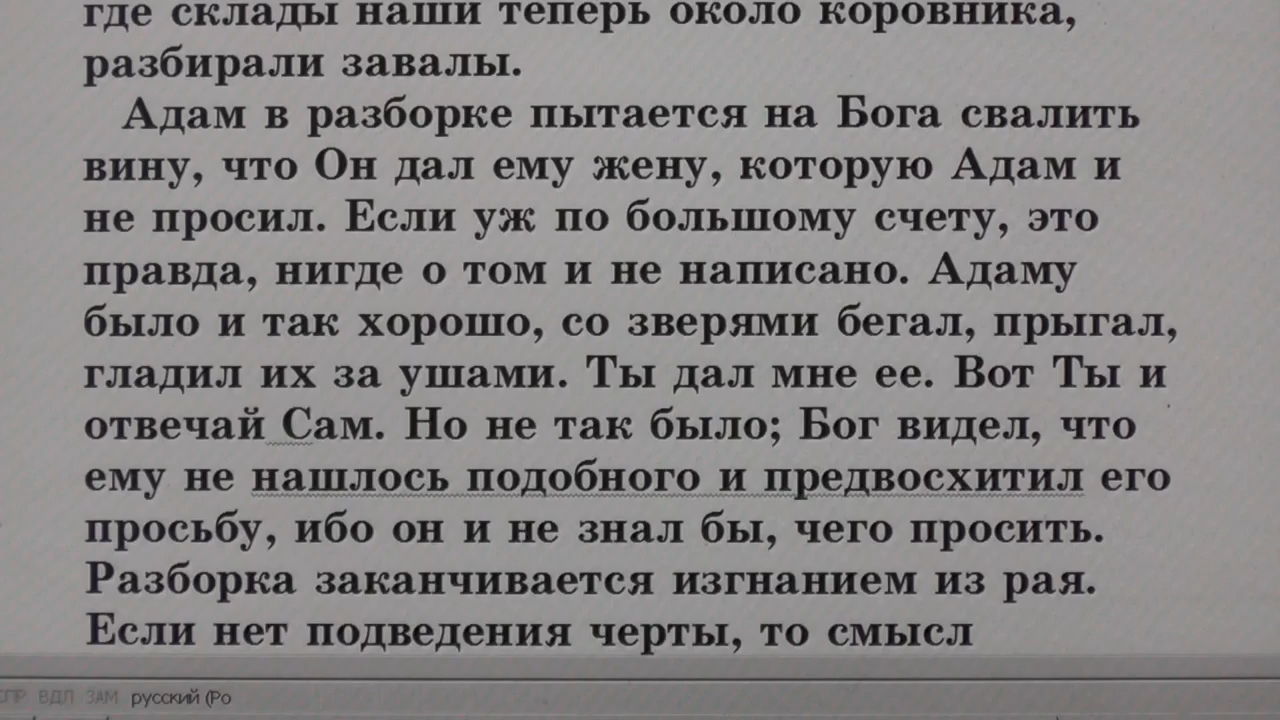 где склады наши теперь около коровника,
разбирали завалы.
Адам в разборке пытается на Бога свалить
вину, что Он дал ему жену, которую Адам и
не просил. Если уж по большому счету, это
правда, нигде о том и не написано. Адаму
было и так хорошо, со зверями бегал, прыгал,
гладил их за ушами. Ты дал мне ее. Вот Ты и
отвечай Сам. Но не так было; Бог видел, что
ему не нашлось подобного и предвосхитил его
просьбу, ибо он и не знал бы, чего просить.
Разборка заканчивается изгнанием из рая.
Если нет подведения черты, то смысл
ВДЛ ЗАМ русский (Ро